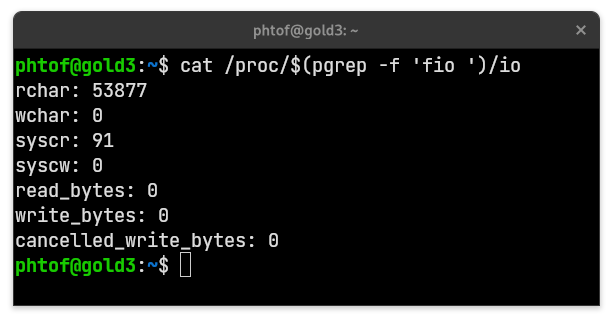 phtof@gold3: ~
phtof@gold3:~$ cat /proc/$(pgrep -f 'fio ')/io
rchar: 53877
wchar: 0
syscr: 91
syscw: 0
read_bytes: 0
write_bytes: 0
cancelled_write_bytes: 0
phtof@gold3:~$